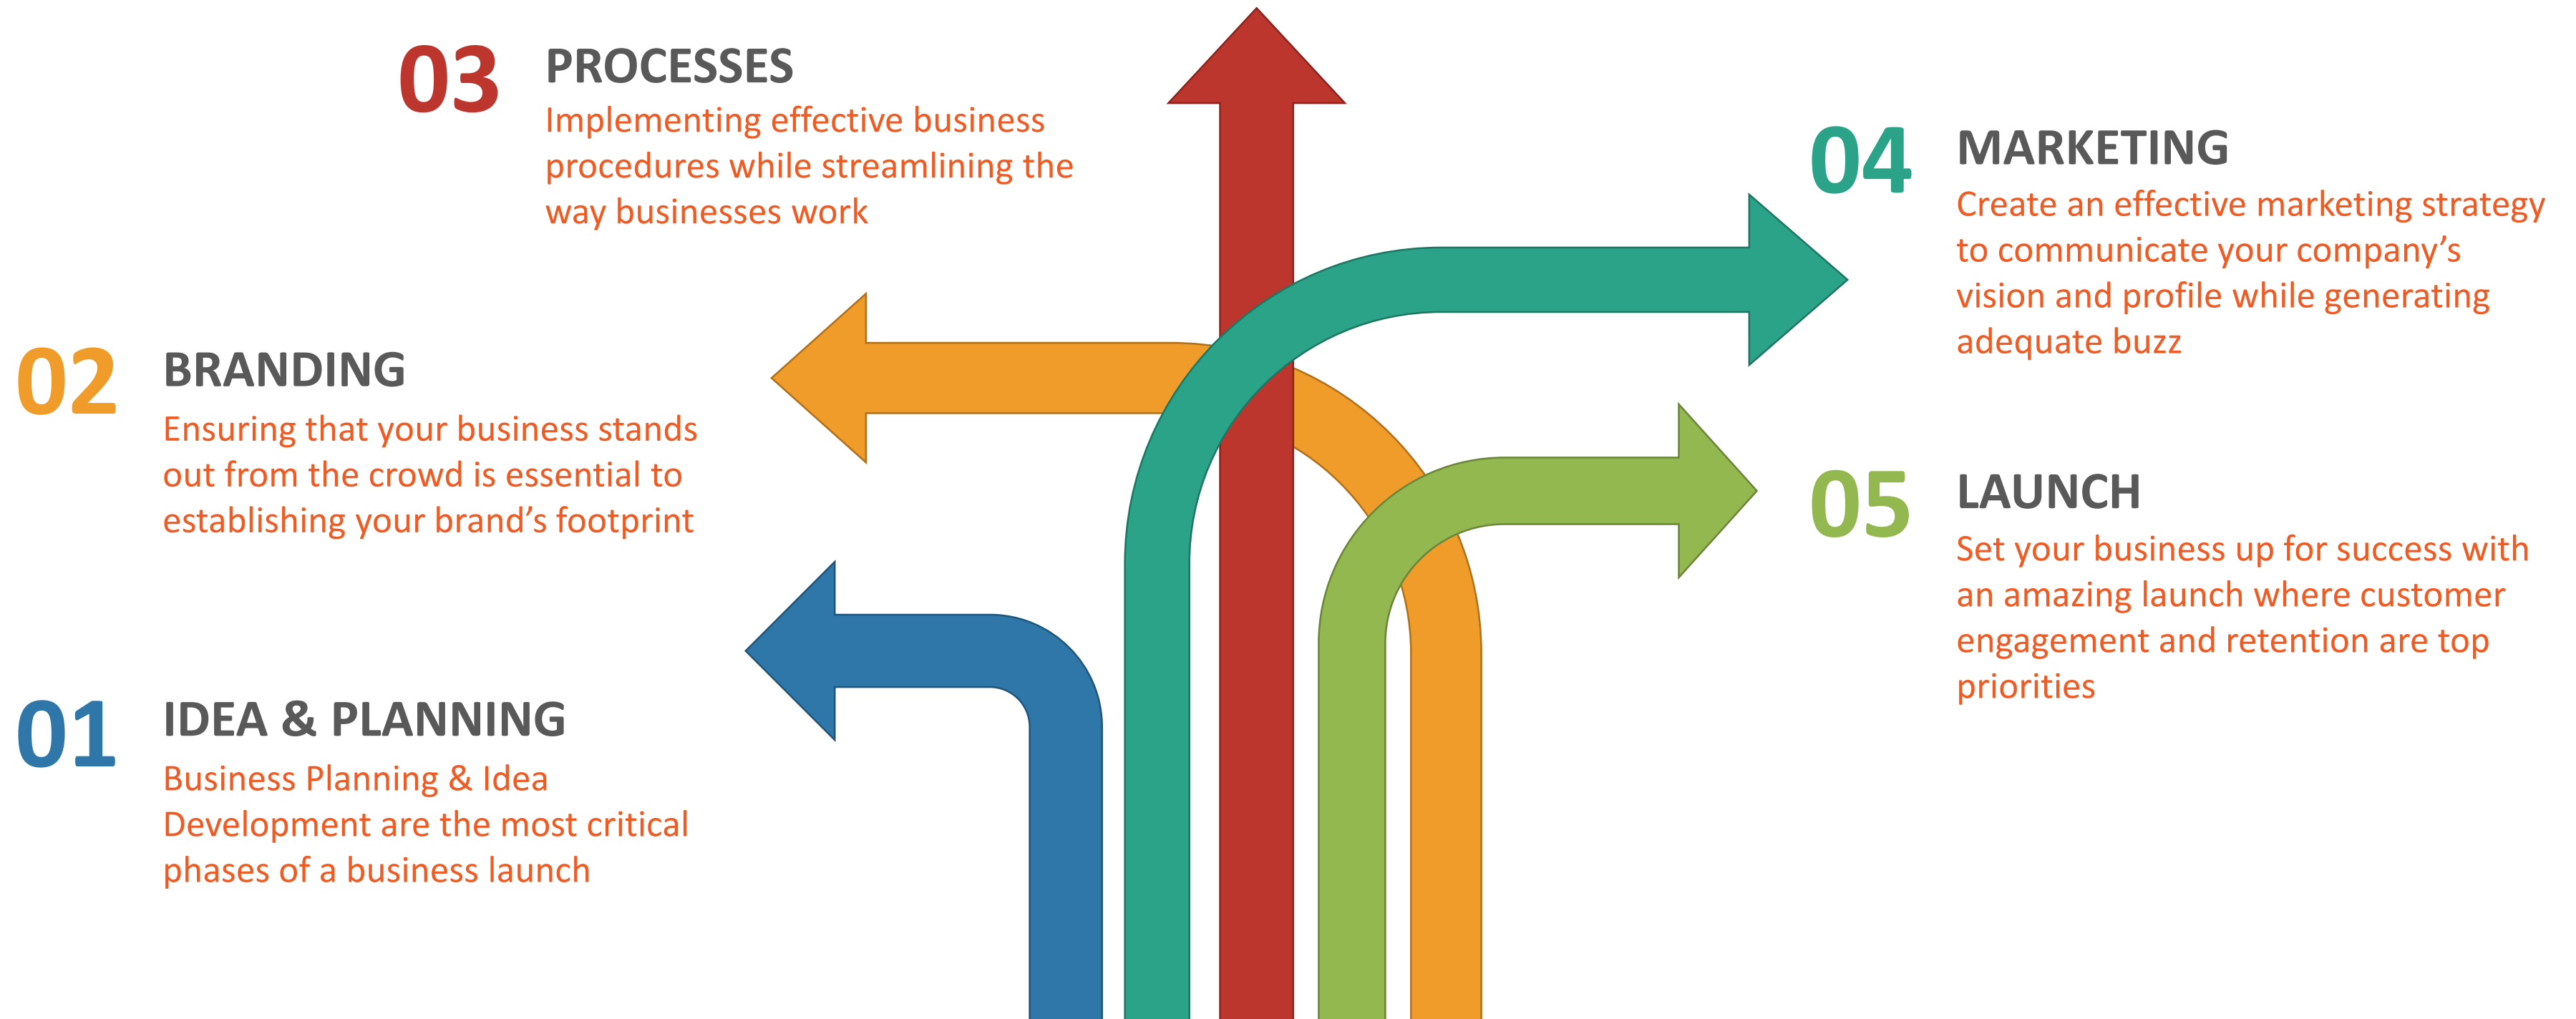 03 PROCESSES
Implementing effective business
procedures while streamlining the
way businesses work
04 MARKETING
Create an effective marketing strategy
to communicate your company’s
vision and profile while generating
adequate buzz
02 BRANDING
Ensuring that your business stands
out from the crowd is essential to
establishing your brand’s footprint
05 LAUNCH
Set your business up for success with
an amazing launch where customer
engagement and retention are top
priorities
01 IDEA & PLANNING
Business Planning & Idea
Development are the most critical
phases of a business launch